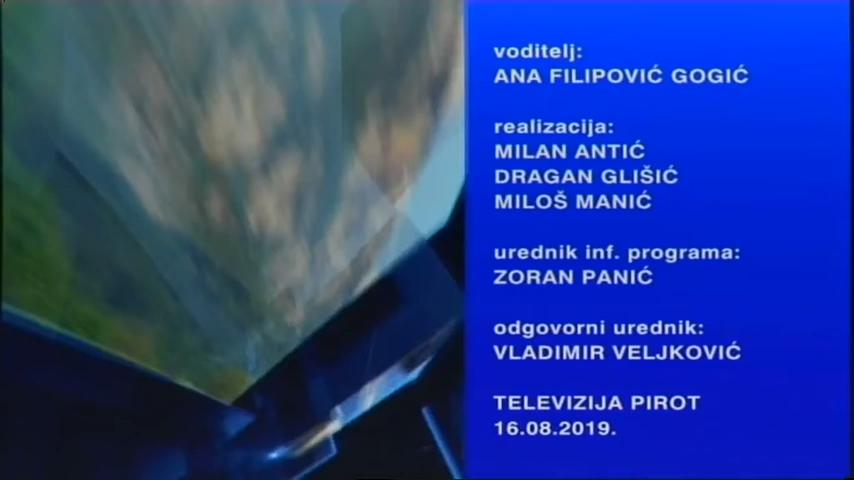 voditelj:
ANA FILIPOVIĆ GOGIĆ
realizacija:
MILAN ANTIĆ
DRAGAN GLIŠIĆ
MILOŠ MANIĆ
urednik inf. programa:
ZORAN PANIĆ
odgovorni urednik:
VLADIMIR VELJKOVIĆ
TELEVIZIJA PIROT
16.08.2019.